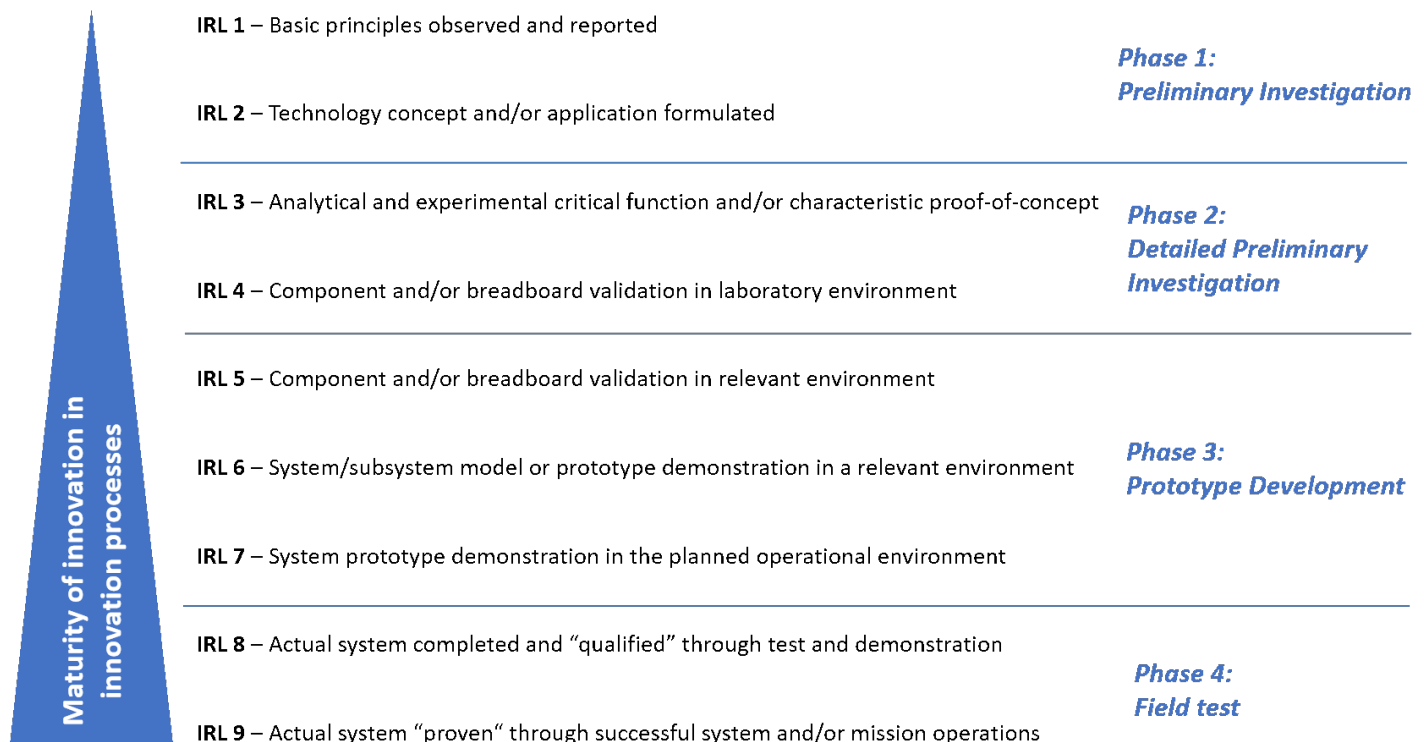 IRL 1 – Basic principles observed and reported
Phase 1:
Preliminary Investigation
IRL 2 – Technology concept and/or application formulated
IRL 3 – Analytical and experimental critical function and/or characteristic proof-of-concept
Phase 2:
Detailed Preliminary
Investigation
IRL 4 – Component and/or breadboard validation in laboratory environment
IRL 5 – Component and/or breadboard validation in relevant environment
IRL 6 – System/subsystem model or prototype demonstration in a relevant environment
Phase 3:
Prototype Development
IRL 7 – System prototype demonstration in the planned operational environment
IRL 8 – Actual system completed and “qualified” through test and demonstration
Phase 4:
Field test
IRL 9 – Actual system “proven“ through successful system and/or mission operations
Maturity of innovation in
innovation processes